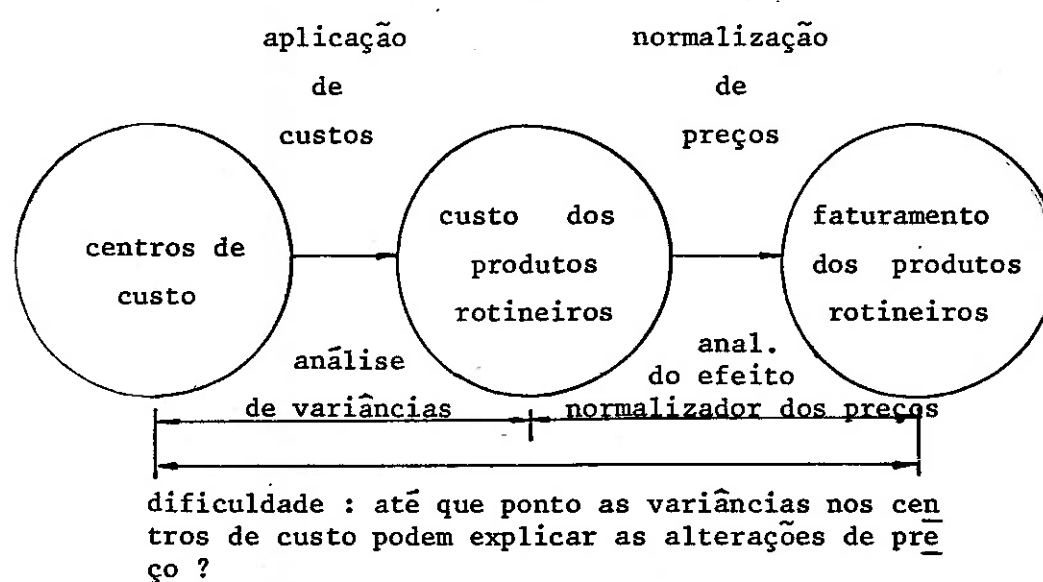 aplicação
de
custos
normalização
de
preços
centros de
custo
custo dos
produtos
rotineiros
faturamento
dos produtos
rotineiros
análise
de variâncias
anal.
do efeito
normalizador dos preços
dificuldade : até que ponto as variâncias nos cen
tros de custo podem explicar as alterações de pre
ço ?